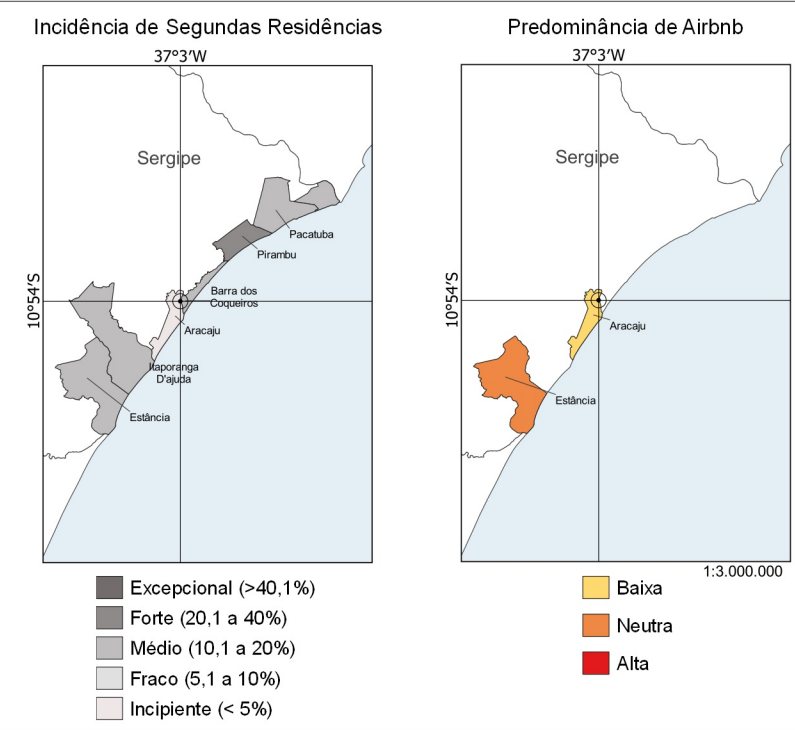 Incidência de Segundas Residências
37°3'W
Sergipe
Pacatuba
Pirambu
Barra dos
Coqueiros
10°54'S
Aracaju
Itaporanga
D'ajuda
Estância
Excepcional (>40,1%)
Forte (20,1 a 40%)
Médio (10,1 a 20%)
Fraco (5,1 a 10%)
Incipiente (< 5%)
Predominância de Airbnb
37°3'W
Sergipe
10°54'S
Aracaju
Estância
1:3.000.000
Baixa
Neutra
Alta